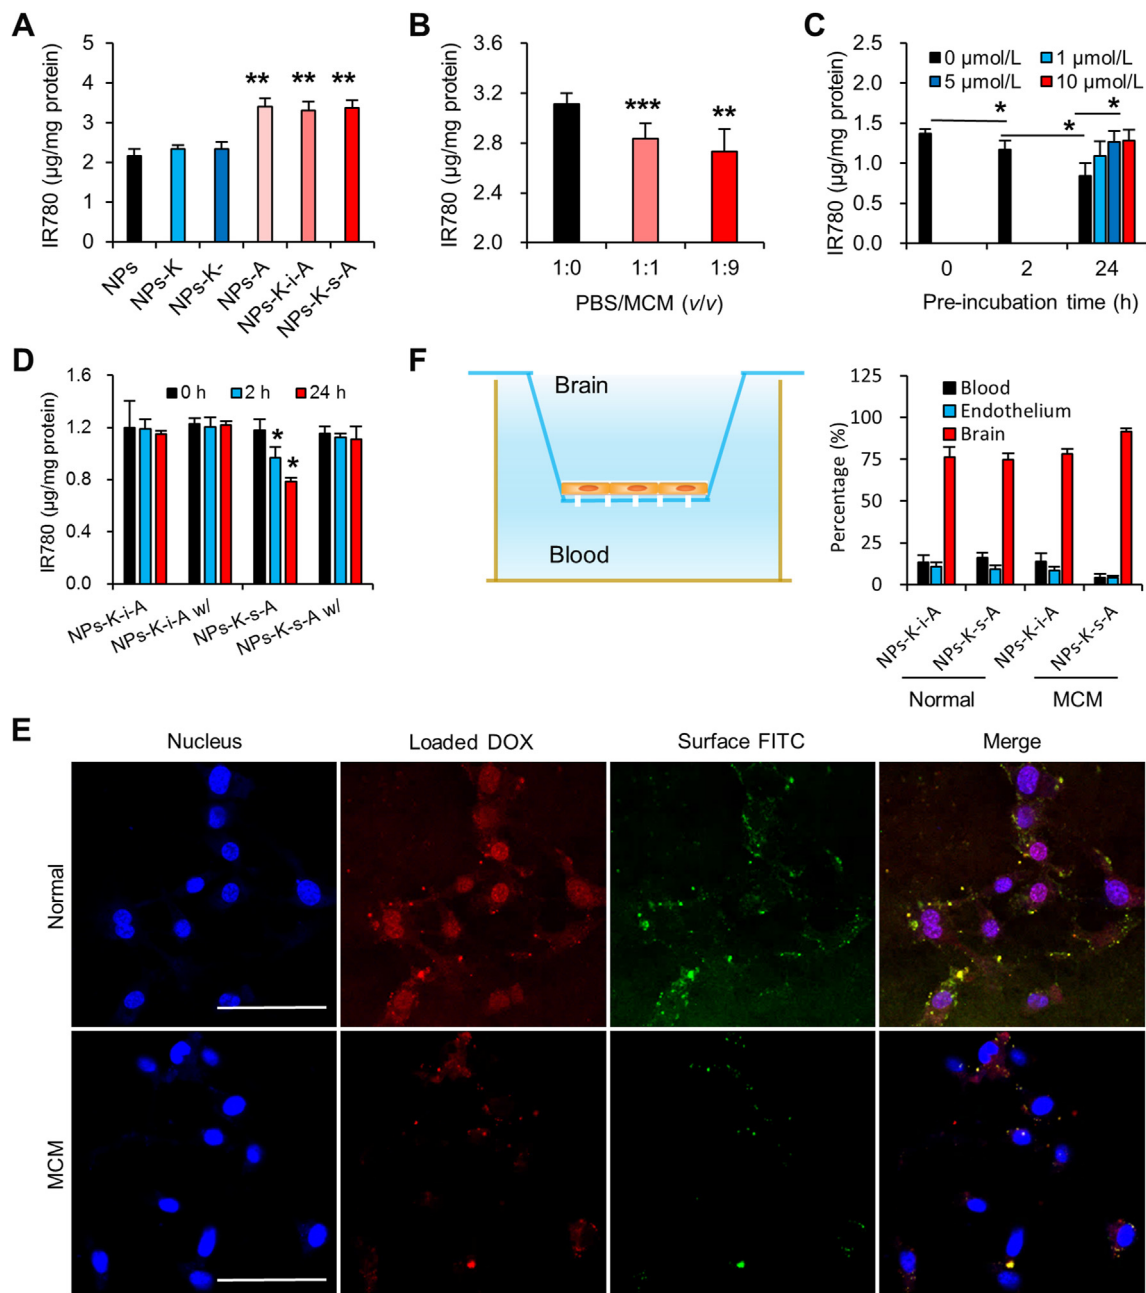 A
IR780 (µg/mg protein)
5
4
3
2
1
0
**
**
**
NPs
NPs-K
NPs-K-
NPs-A
NPs-K-i-A
NPs-K-s-A
B
IR780 (µg/mg protein)
3.6
3.2
2.8
2.4
2.0
***
**
1:0
1:1
1:9
PBS/MCM (v/v)
C
IR780 (µg/mg protein)
2.5
2.0
1.5
1.0
0.5
0.0
0 µmol/L
1 µmol/L
5 µmol/L
10 µmol/L
*
*
*
0
2
24
Pre-incubation time (h)
D
IR780 (µg/mg protein)
1.6
1.2
0.8
0.4
0.0
0 h
2 h
24 h
*
*
NPs-K-i-A
NPs-K-i-A w/
NPs-K-s-A
NPs-K-s-A w/
F
Brain
Blood
Percentage (%)
125
100
75
50
25
0
Blood
Endothelium
Brain
NPs-K-i-A
NPs-K-s-A
NPs-K-i-A
NPs-K-s-A
Normal
MCM
E
Nucleus
Loaded DOX
Surface FITC
Merge
Normal
MCM